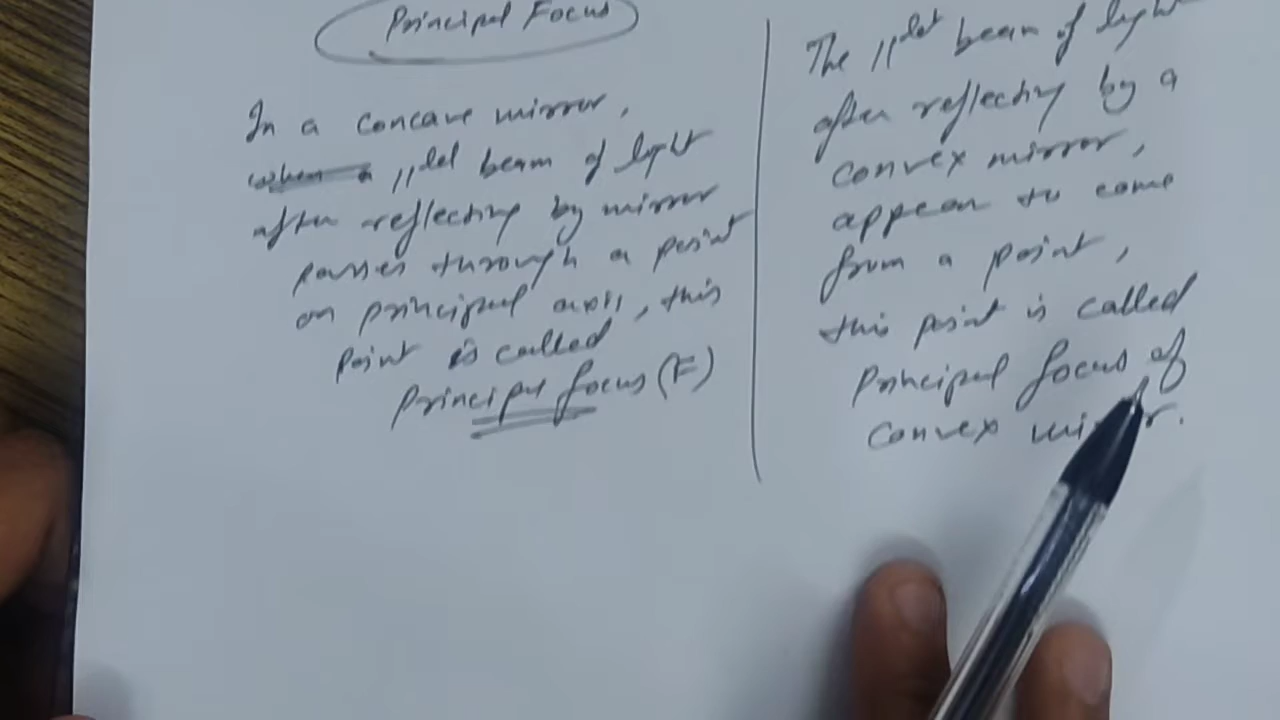 Principal Focus
In a concave mirror,
when a ||lel beam of light
after reflecting by mirror
passes through a point
on principal axis, this
point is called
principal focus (F)
The ||lel beam of light
after reflecting by a
convex mirror,
appear to come
from a point,
this point is called
Principal focus of
convex